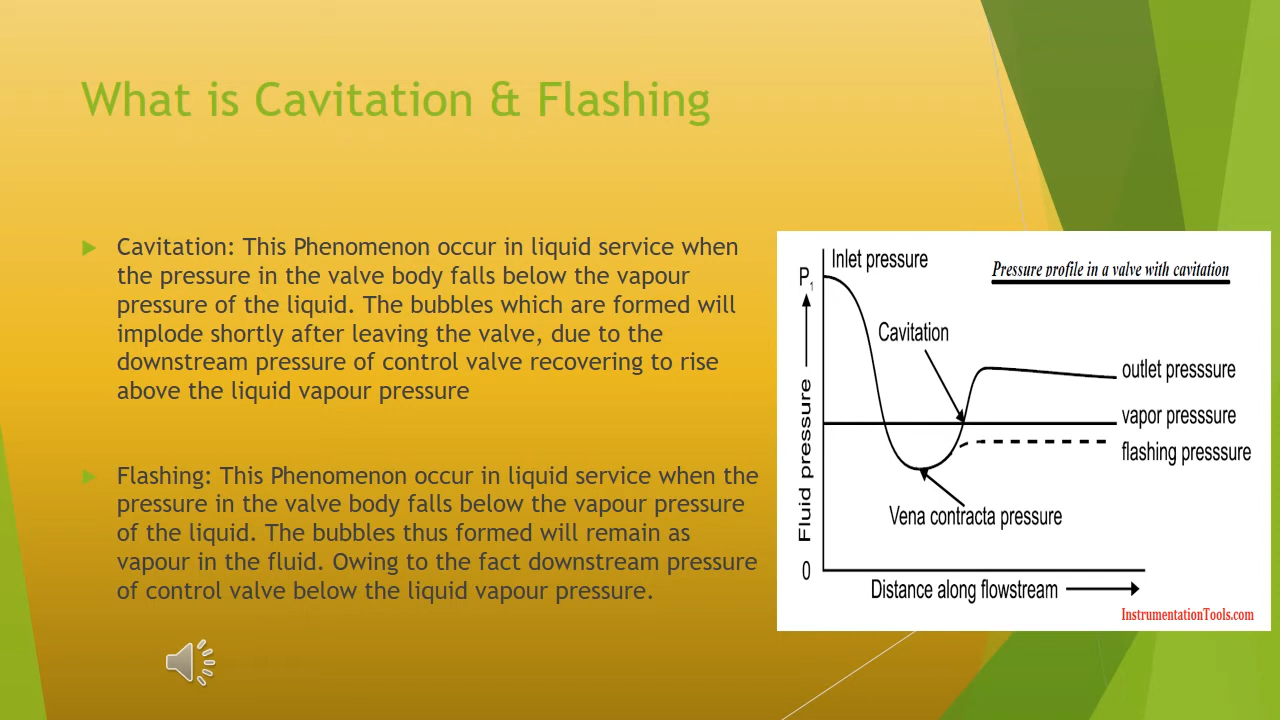 What is Cavitation & Flashing
Cavitation: This Phenomenon occur in liquid service when
the pressure in the valve body falls below the vapour
pressure of the liquid. The bubbles which are formed will
implode shortly after leaving the valve, due to the
downstream pressure of control valve recovering to rise
above the liquid vapour pressure
Flashing: This Phenomenon occur in liquid service when the
pressure in the valve body falls below the vapour pressure
of the liquid. The bubbles thus formed will remain as
vapour in the fluid. Owing to the fact downstream pressure
of control valve below the liquid vapour pressure.
Inlet pressure
Pressure profile in a valve with cavitation
P1
Cavitation
outlet presssure
vapor presssure
flashing presssure
Fluid pressure
Vena contracta pressure
0
Distance along flowstream
InstrumentationTools.com